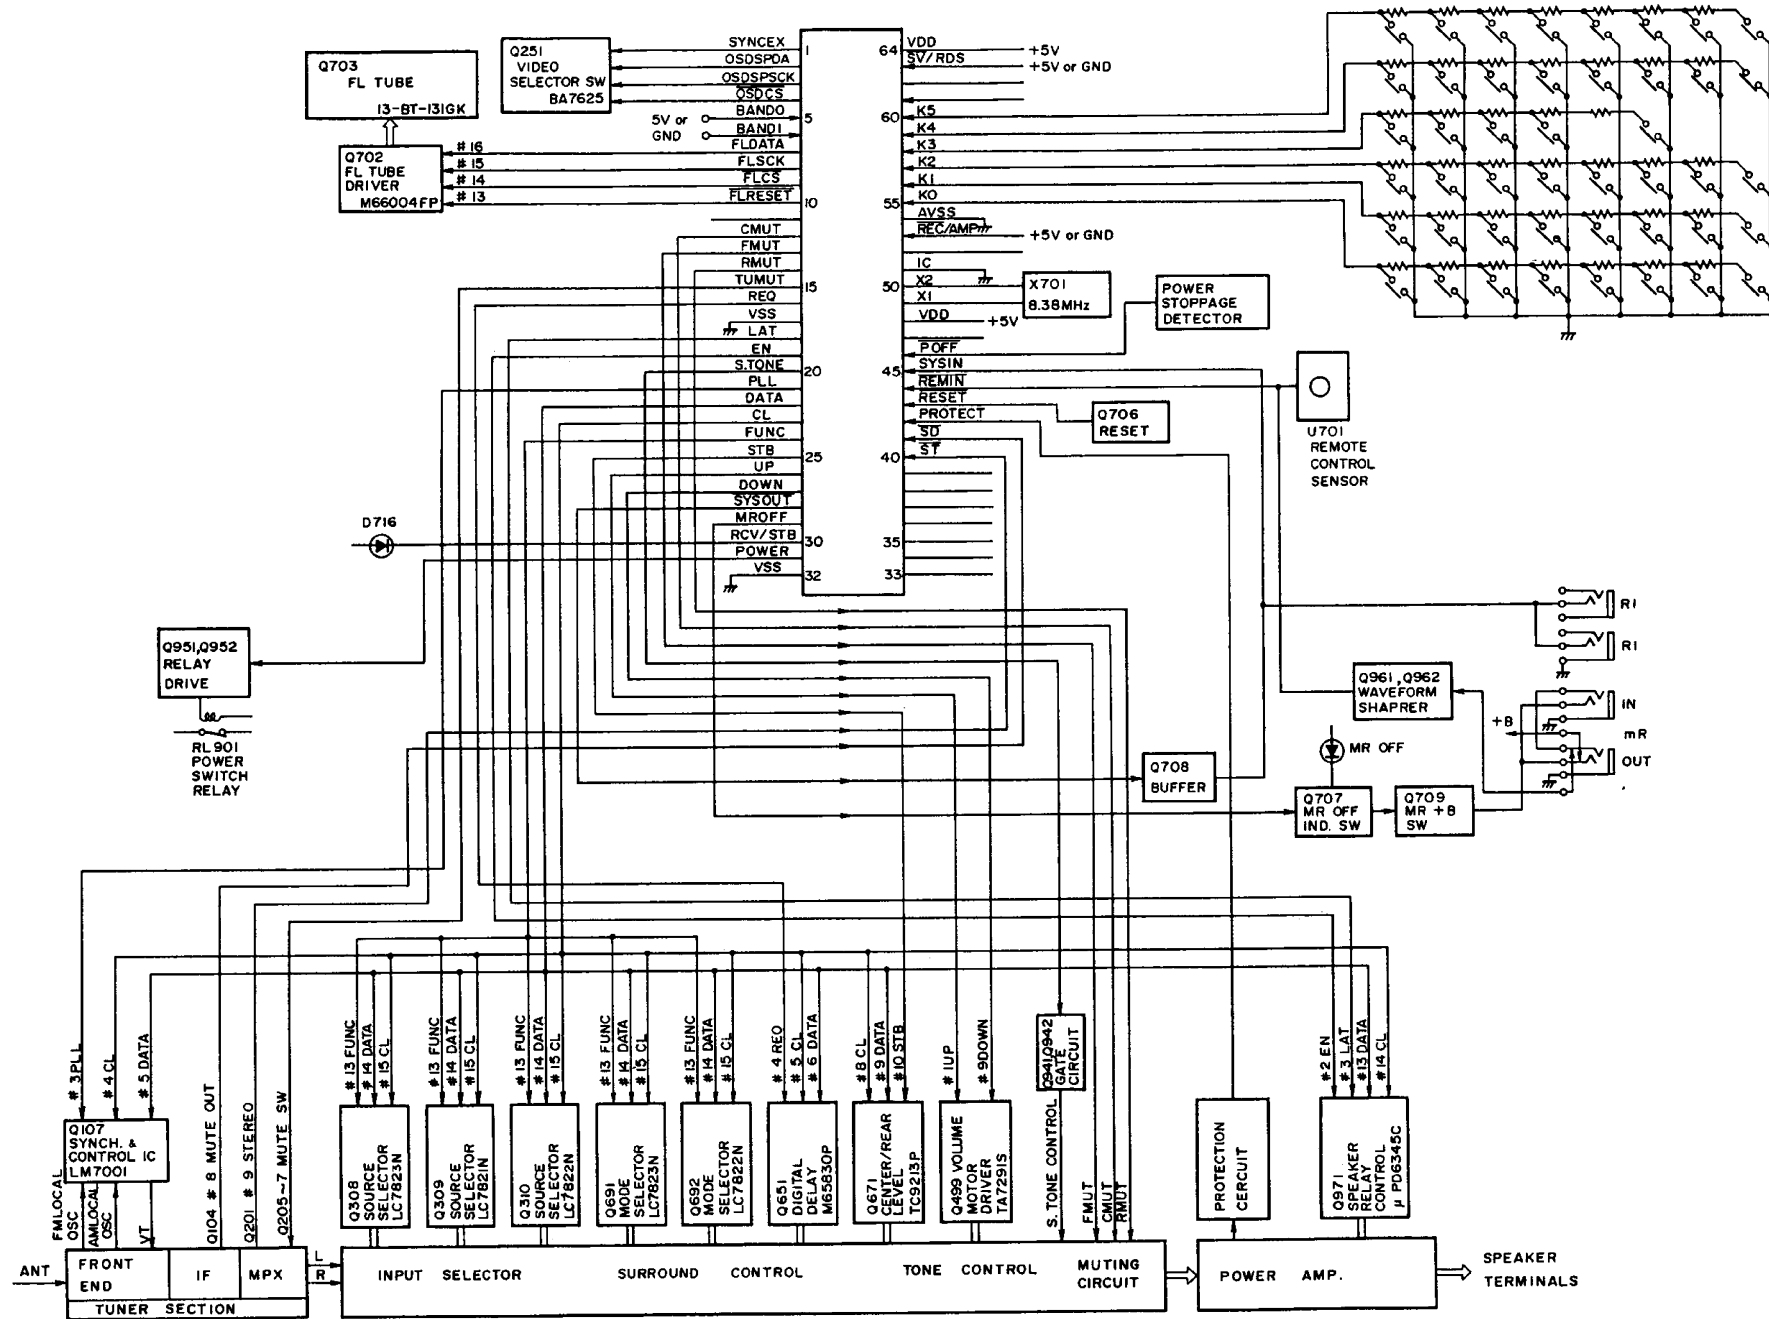 Q703
FL TUBE
13-BT-131GK
Q702
FL TUBE
DRIVER
M66004FP
# 16
# 15
# 14
# 13
Q251
VIDEO
SELECTOR SW
BA7625
5V or
GND
SYNCEX
OSDSPDA
OSDSPSCK
OSDCS
BAND0
BAND1
FLDATA
FLSCK
FLCS
FLRESET
CMUT
FMUT
RMUT
TUMUT
REQ
VSS
LAT
EN
S.TONE
PLL
DATA
CL
FUNC
STB
UP
DOWN
SYSOUT
MROFF
RCV/STB
POWER
VSS
1
5
10
15
20
25
30
32
64
60
55
50
45
40
35
33
VDD
SV/RDS
K5
K4
K3
K2
K1
K0
AVSS
REC/AMP
IC
X2
X1
VDD
POFF
SYSIN
REMIN
RESET
PROTECT
SD
ST
+5V
+5V or GND
+5V or GND
+5V
X701
8.38MHz
POWER
STOPPAGE
DETECTOR
Q706
RESET
U701
REMOTE
CONTROL
SENSOR
D716
Q951,Q952
RELAY
DRIVE
RL901
POWER
SWITCH
RELAY
RI
RI
Q961,Q962
WAVEFORM
SHAPRER
IN
+B
mR
OUT
MR OFF
Q708
BUFFER
Q707
MR OFF
IND. SW
Q709
MR +B
SW
# 3 PLL
# 4 CL
# 5 DATA
Q107
SYNCH. &
CONTROL IC
LM7001
FMLOCAL
OSC
AMLOCAL
OSC
VT
Q104 # 8 MUTE OUT
Q201 # 9 STEREO
Q205~7 MUTE SW
# 13 FUNC
# 14 DATA
# 15 CL
Q308
SOURCE
SELECTOR
LC7823N
# 13 FUNC
# 14 DATA
# 15 CL
Q309
SOURCE
SELECTOR
LC7821N
# 13 FUNC
# 14 DATA
# 15 CL
Q310
SOURCE
SELECTOR
LC7822N
# 13 FUNC
# 14 DATA
# 15 CL
Q691
MODE
SELECTOR
LC7823N
# 13 FUNC
# 14 DATA
# 15 CL
Q692
MODE
SELECTOR
LC7822N
# 4 REQ
# 5 CL
# 6 DATA
Q651
DIGITAL
DELAY
M65830P
# 8 CL
# 9 DATA
# 10 STB
Q671
CENTER/REAR
LEVEL
TC9213P
# 1UP
# 9DOWN
Q499 VOLUME
MOTOR
DRIVER
TA7291S
Q941,Q942
GATE
CIRCUIT
S. TONE CONTROL
FMUT
CMUT
RMUT
PROTECTION
CERCUIT
# 2 EN
# 3 LAT
# 13 DATA
# 14 CL
Q971
SPEAKER
RELAY
CONTROL
μ PD6345C
ANT
FRONT
END
IF
MPX
TUNER SECTION
L
R
INPUT SELECTOR
SURROUND CONTROL
TONE CONTROL
MUTING
CIRCUIT
POWER AMP.
SPEAKER
TERMINALS